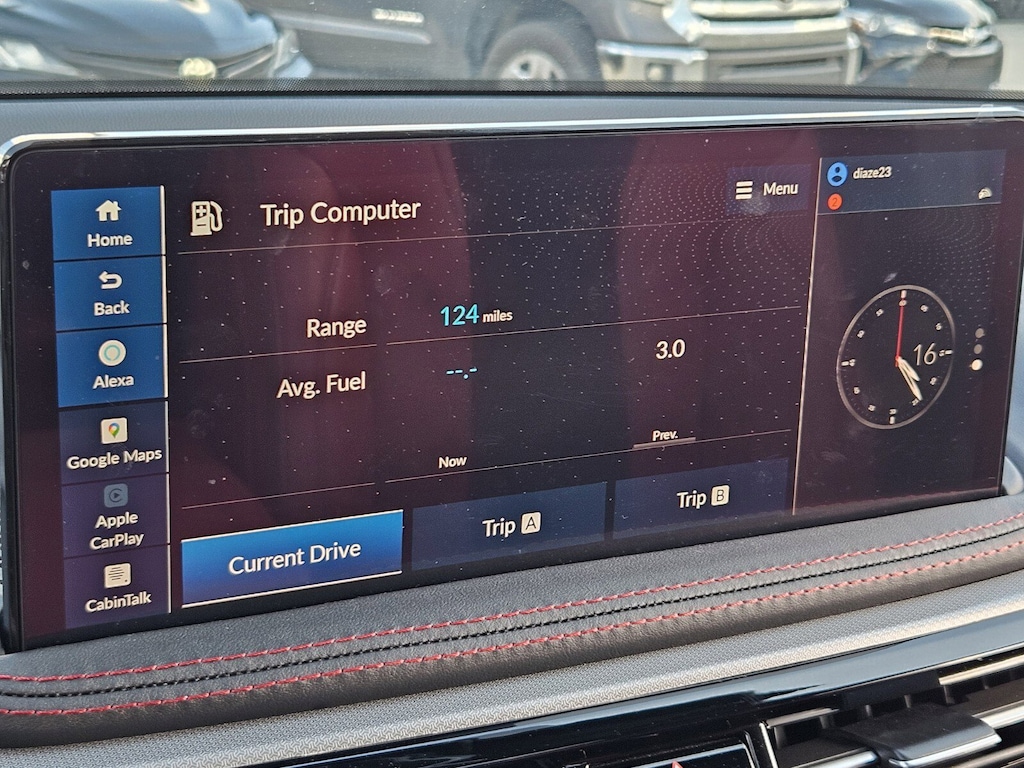 Home
Back
Alexa
Google Maps
Apple
CarPlay
CabinTalk
Trip Computer
Menu
Range
124 miles
Avg. Fuel
--.-
3.0
Now
Prev.
Current Drive
Trip A
Trip B
diaze23
2
16